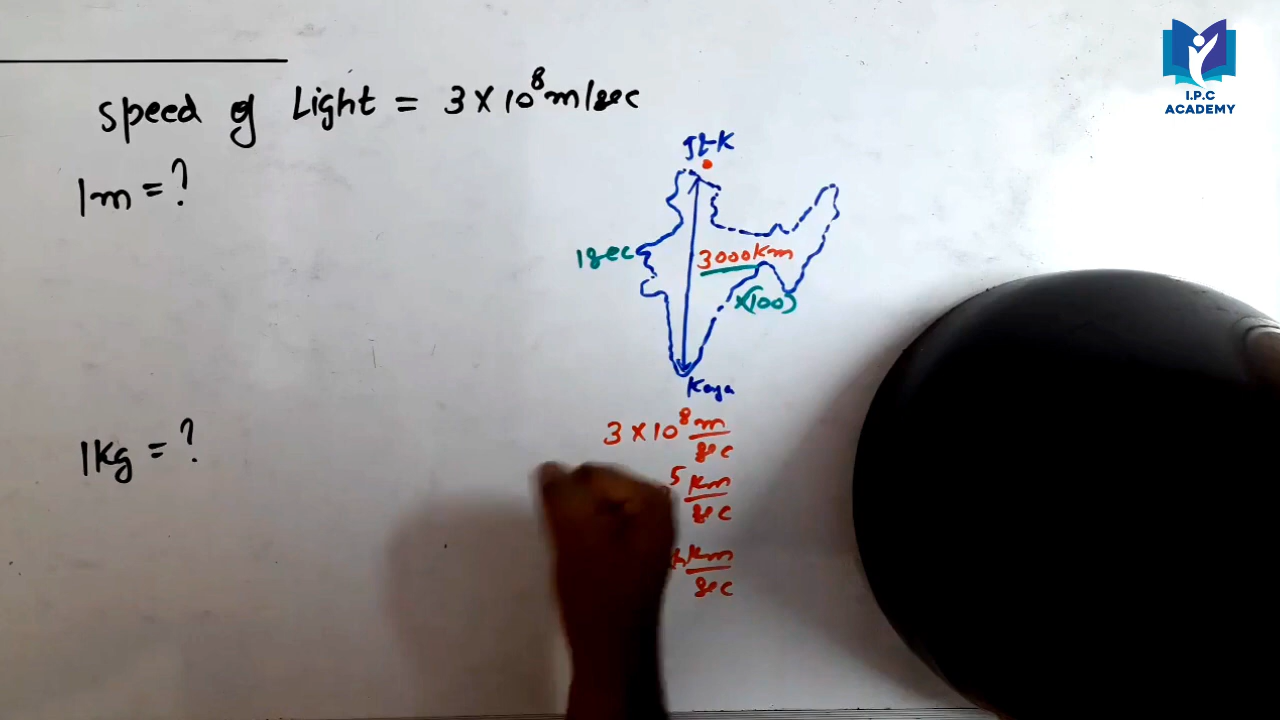 I.P.C
ACADEMY
speed of Light = 3 × 10⁸ m/sec
1m = ?
J&K
1sec
3000km
×(100)
Kanya
3 × 10⁸ m/sec
⁵ km/sec
1kg = ?
km/sec